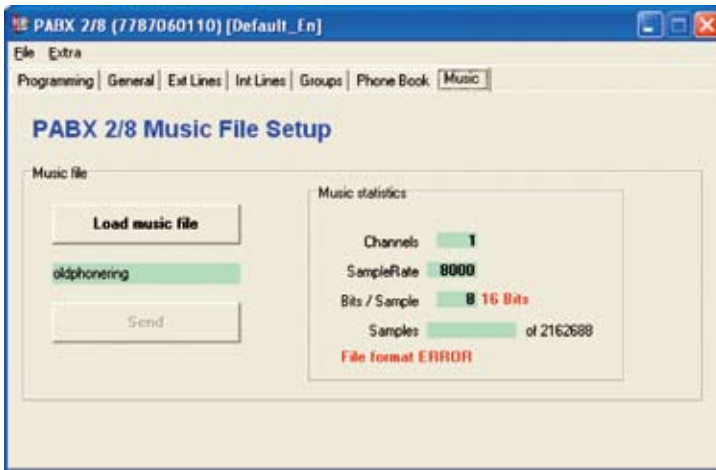 PABX 2/8 (7787060110) [Default_En]
File Extra
Programming General Ext Lines Int Lines Groups Phone Book Music
PABX 2/8 Music File Setup
Music file
Load music file
oldphonering
Send
Music statistics
Channels 1
SampleRate 8000
Bits / Sample 8 16 Bits
Samples of 2162688
File format ERROR